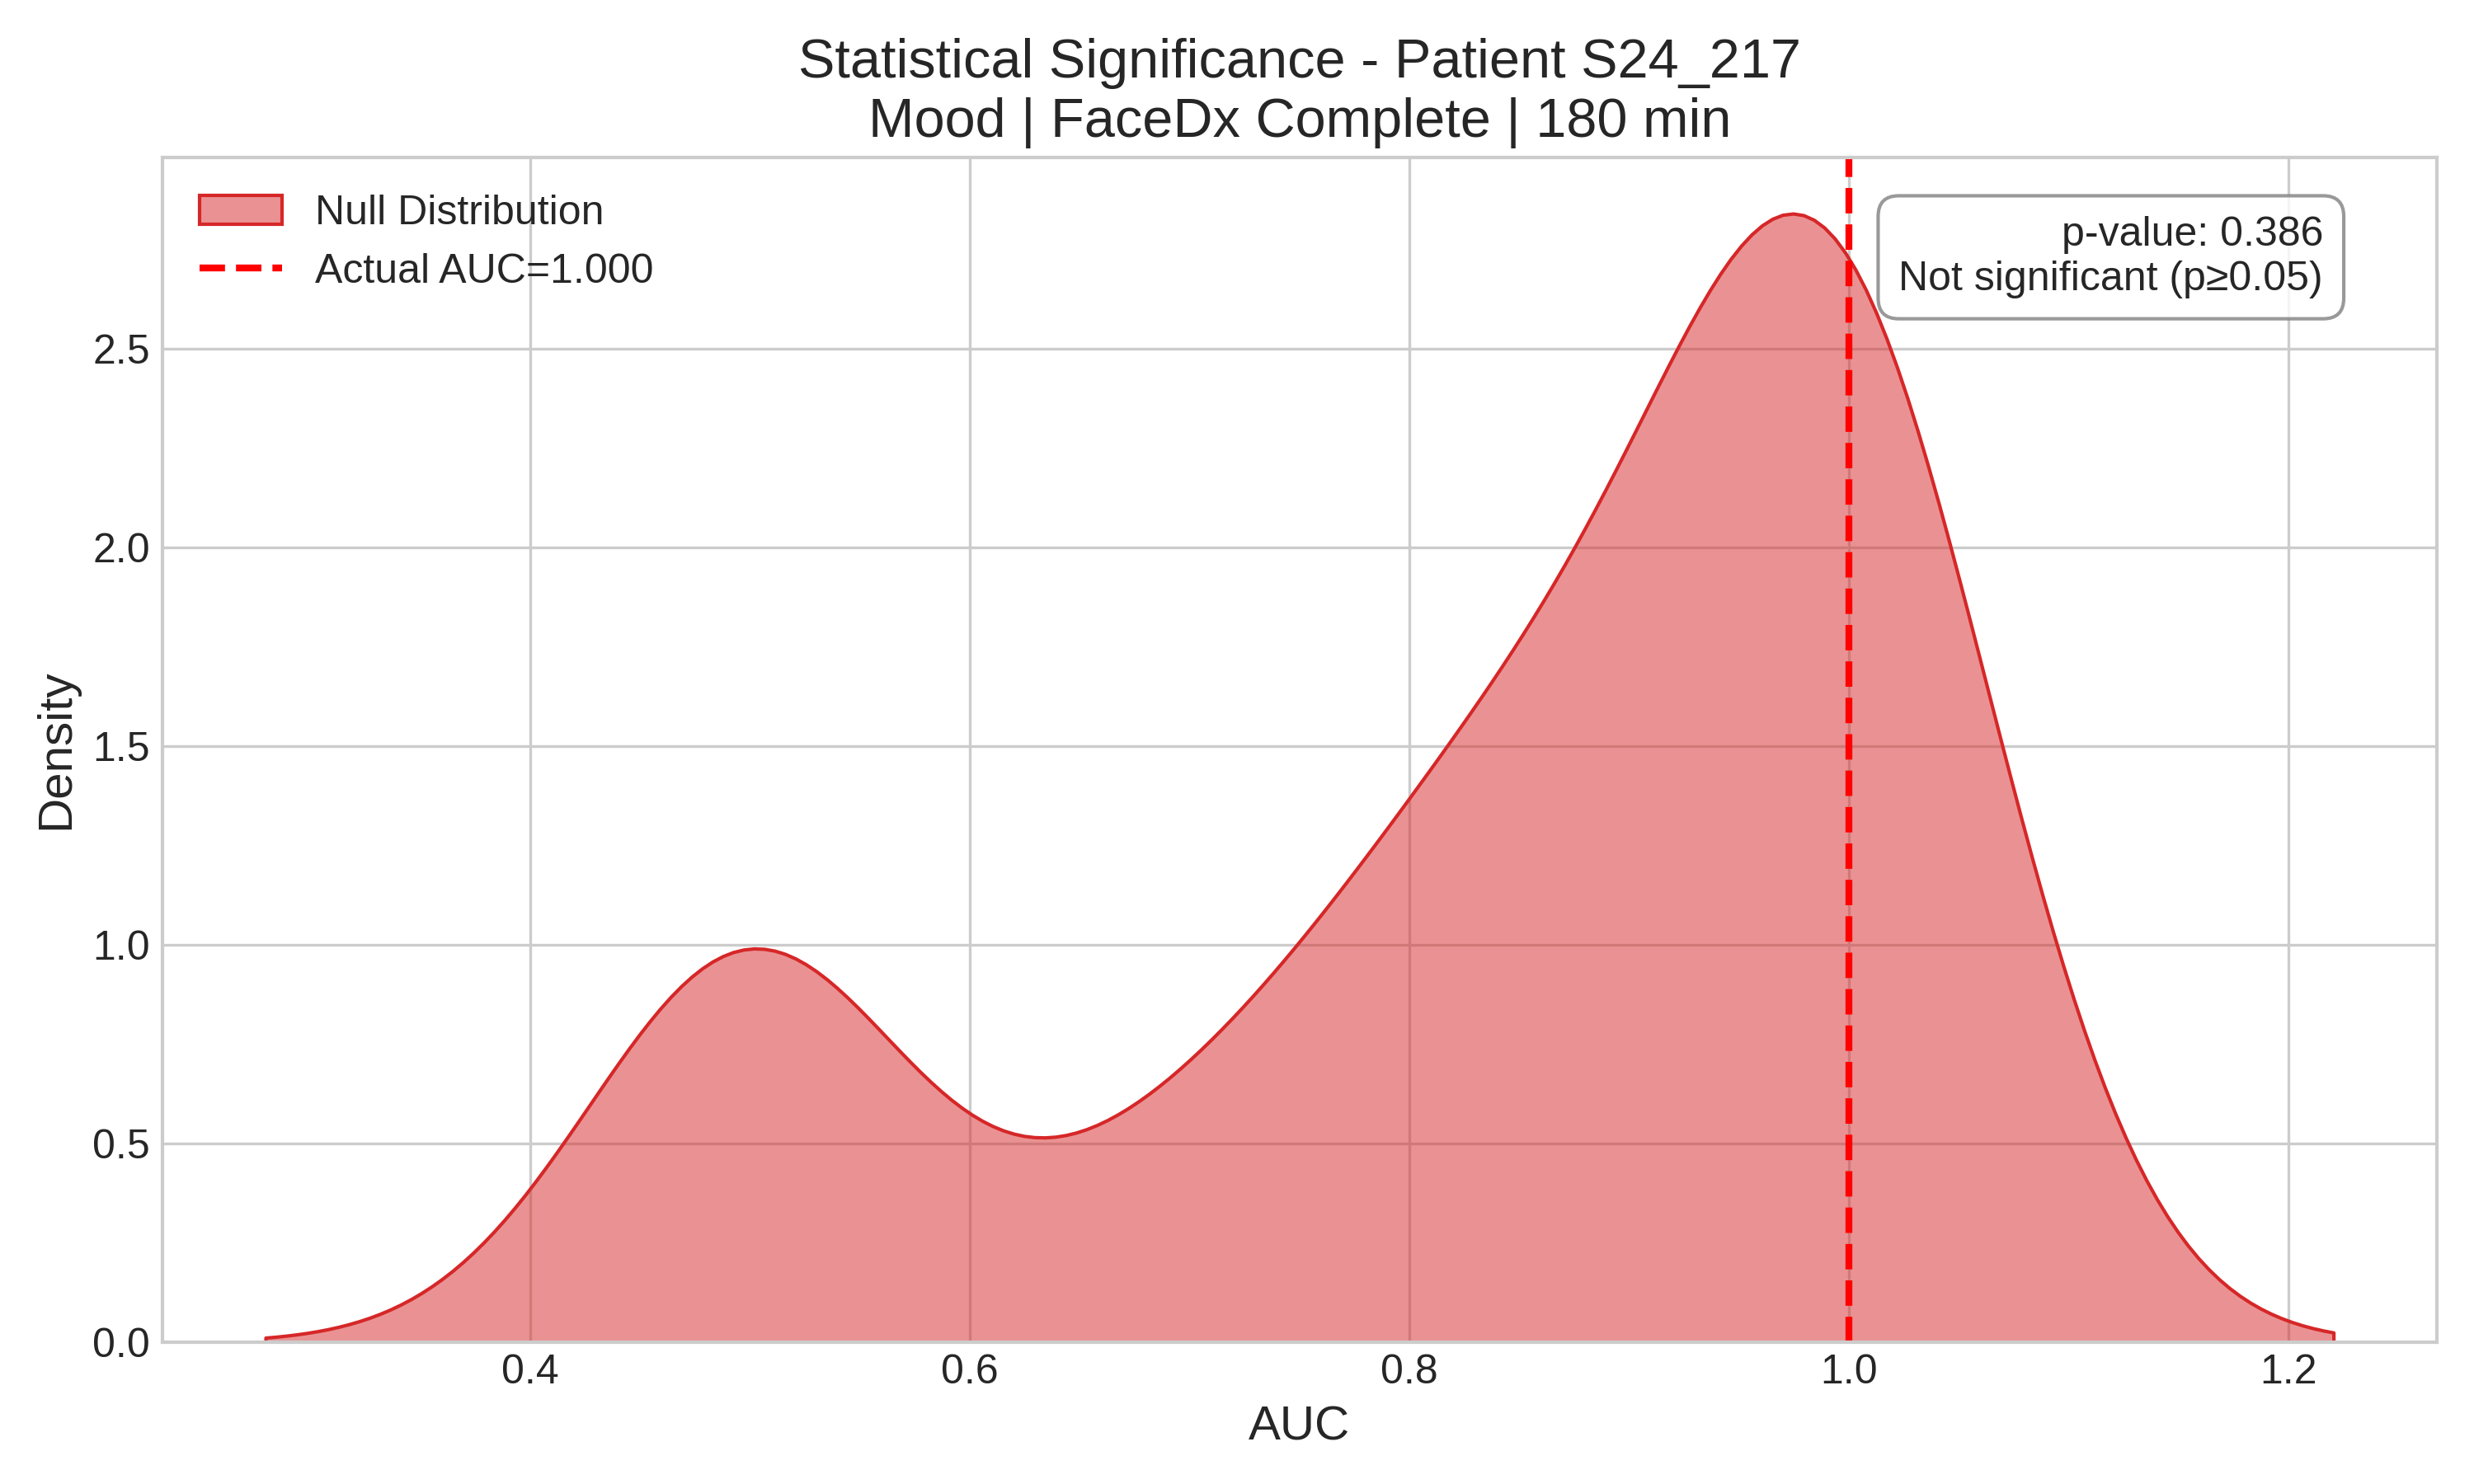 Statistical Significance - Patient S24_217
Mood | FaceDx Complete | 180 min
Null Distribution
Actual AUC=1.000
p-value: 0.386
Not significant (p≥0.05)
Density
2.5
2.0
1.5
1.0
0.5
0.0
0.4 0.6 0.8 1.0 1.2
AUC